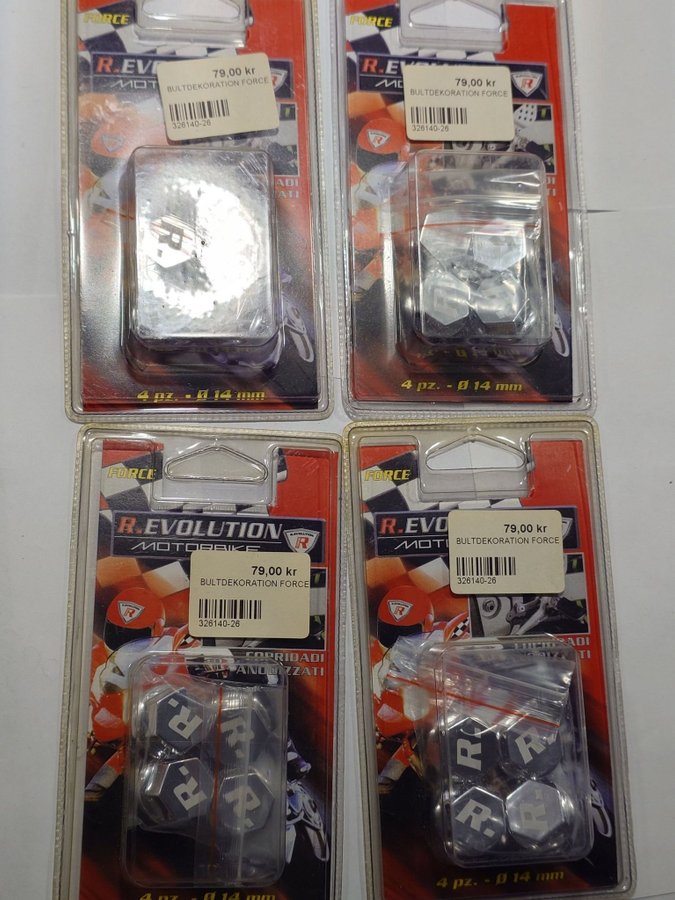 FORCE
R.EVOLUTION
79,00 kr
BULTDEKORATION FORCE
326140-26
R.
4 pz. - Ø 14 mm
FORCE
R.EVOLUTION
79,00 kr
BULTDEKORATION FORCE
326140-26
4 pz. - Ø 14 mm
FORCE
R.EVOLUTION
MOTORBIKE
79,00 kr
BULTDEKORATION FORCE
326140-26
COPRIDADI
ANODIZZATI
R.
R.
R.
R.
4 pz. - Ø 14 mm
FORCE
79,00 kr
BULTDEKORATION FORCE
326140-26
R.
R.
R.
R.
4 pz. - Ø 14 mm